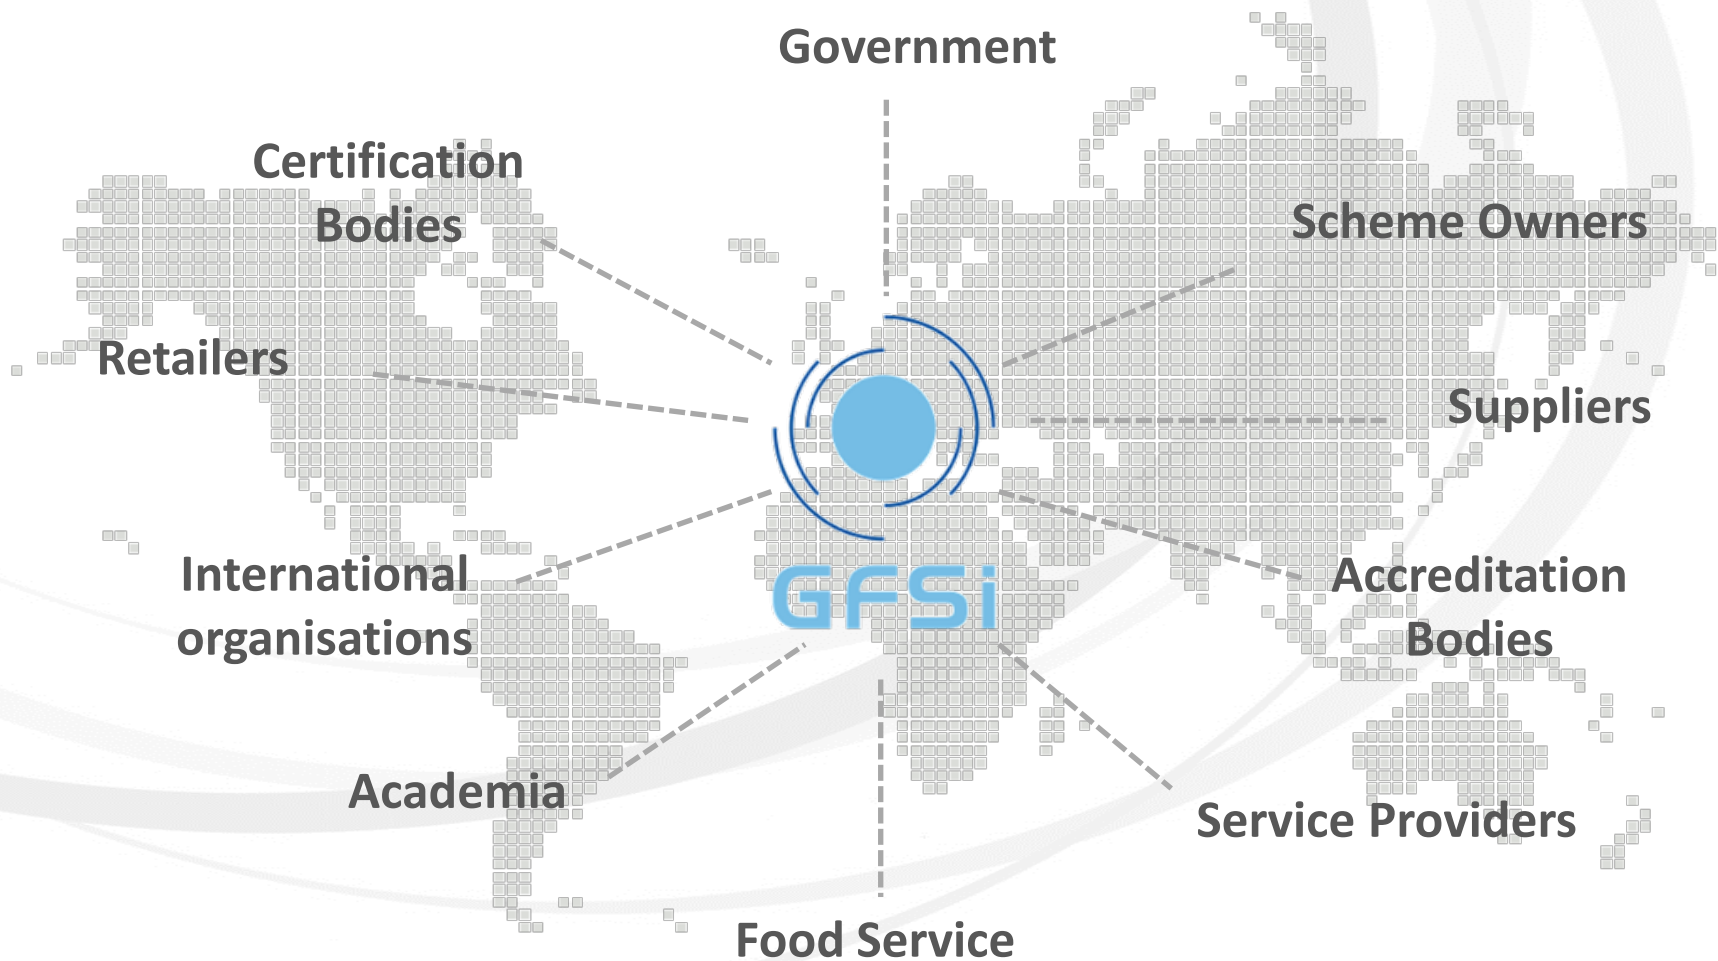 Government
Certification
Bodies
Scheme Owners
Retailers
Suppliers
GFSi
International
organisations
Accreditation
Bodies
Academia
Service Providers
Food Service